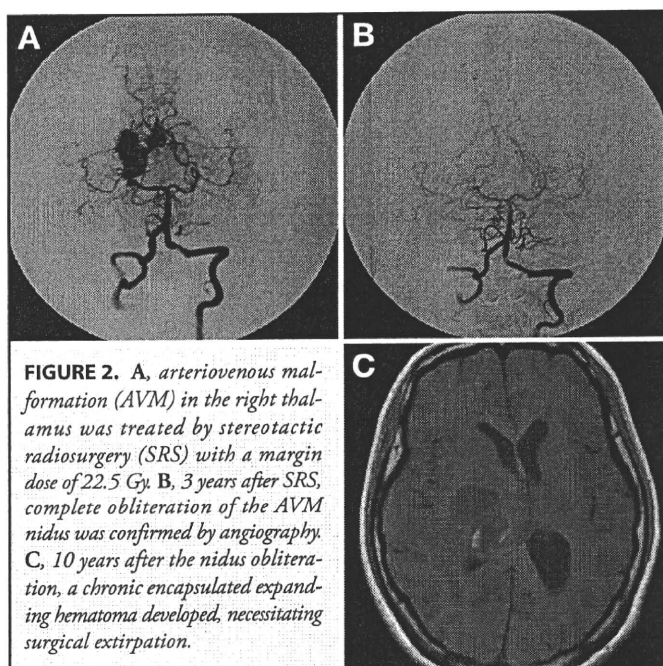 A
B
FIGURE 2. A, arteriovenous mal-
formation (AVM) in the right thal-
amus was treated by stereotactic
radiosurgery (SRS) with a margin
dose of 22.5 Gy. B, 3 years after SRS,
complete obliteration of the AVM
nidus was confirmed by angiography.
C, 10 years after the nidus oblitera-
tion, a chronic encapsulated expand-
ing hematoma developed, necessitating
surgical extirpation.
C